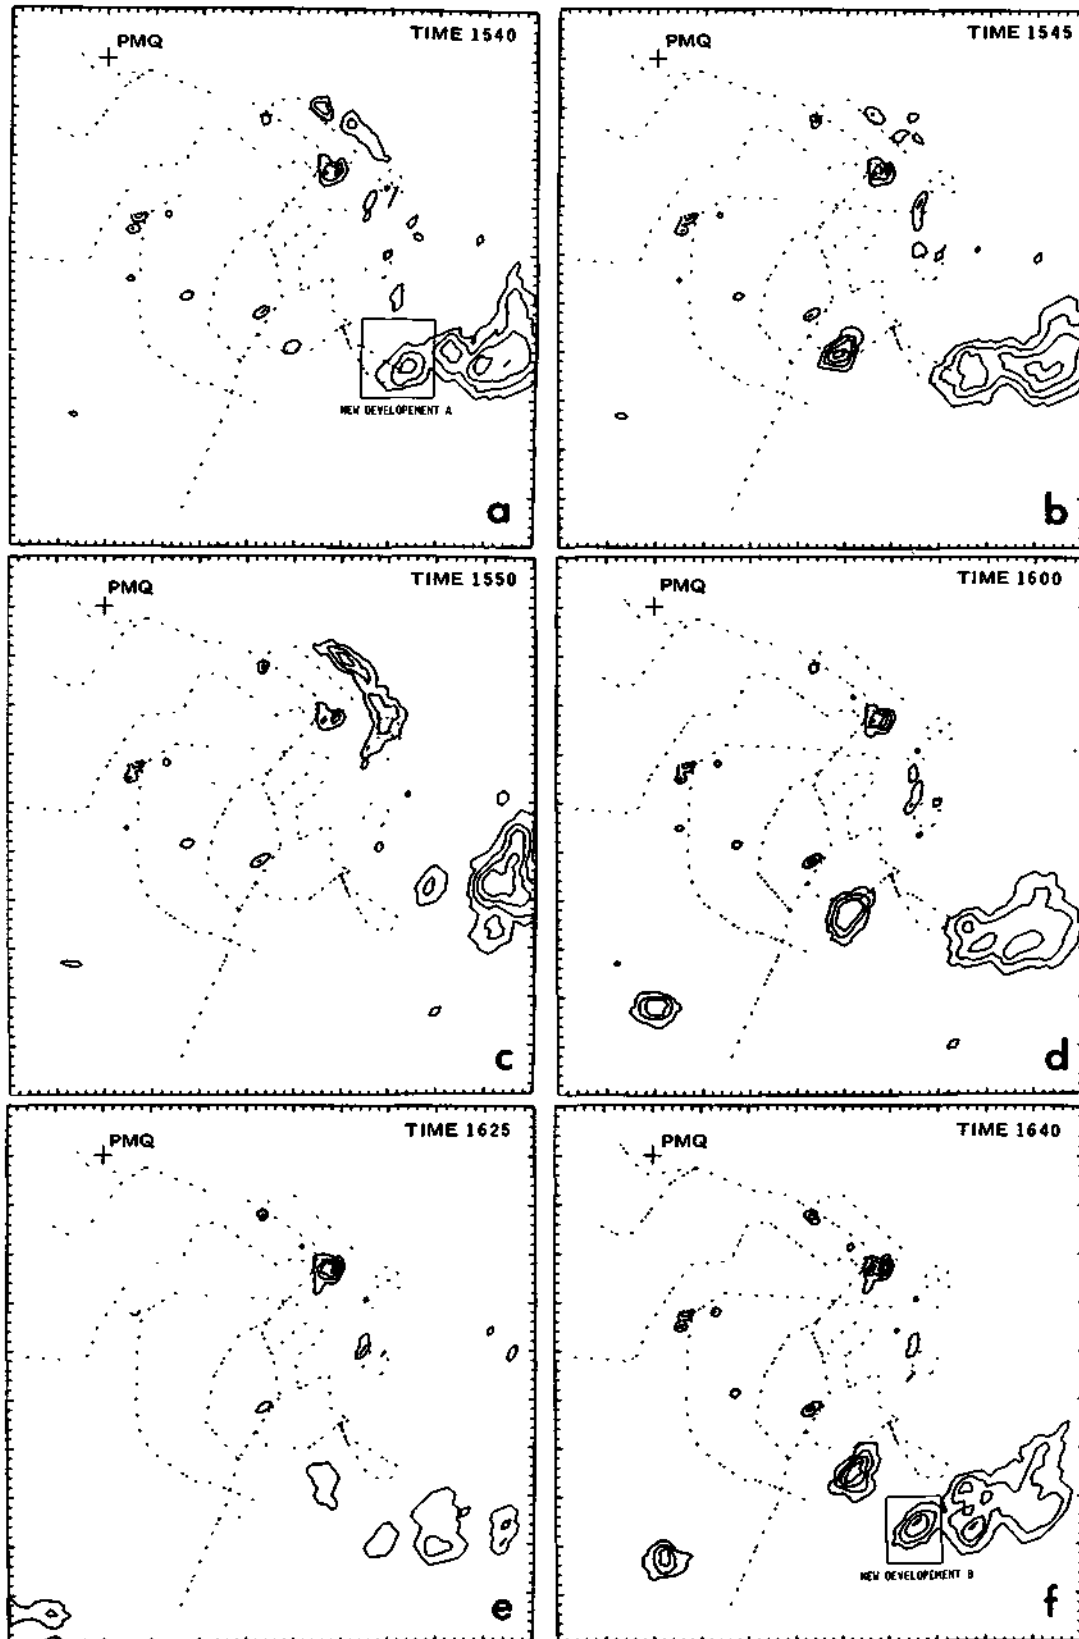 PMQ TIME 1540
NEW DEVELOPEMENT A
a
TIME 1545
b
PMQ TIME 1550
c
PMQ TIME 1600
d
PMQ TIME 1625
e
PMQ TIME 1640
NEW DEVELOPEMENT B
f